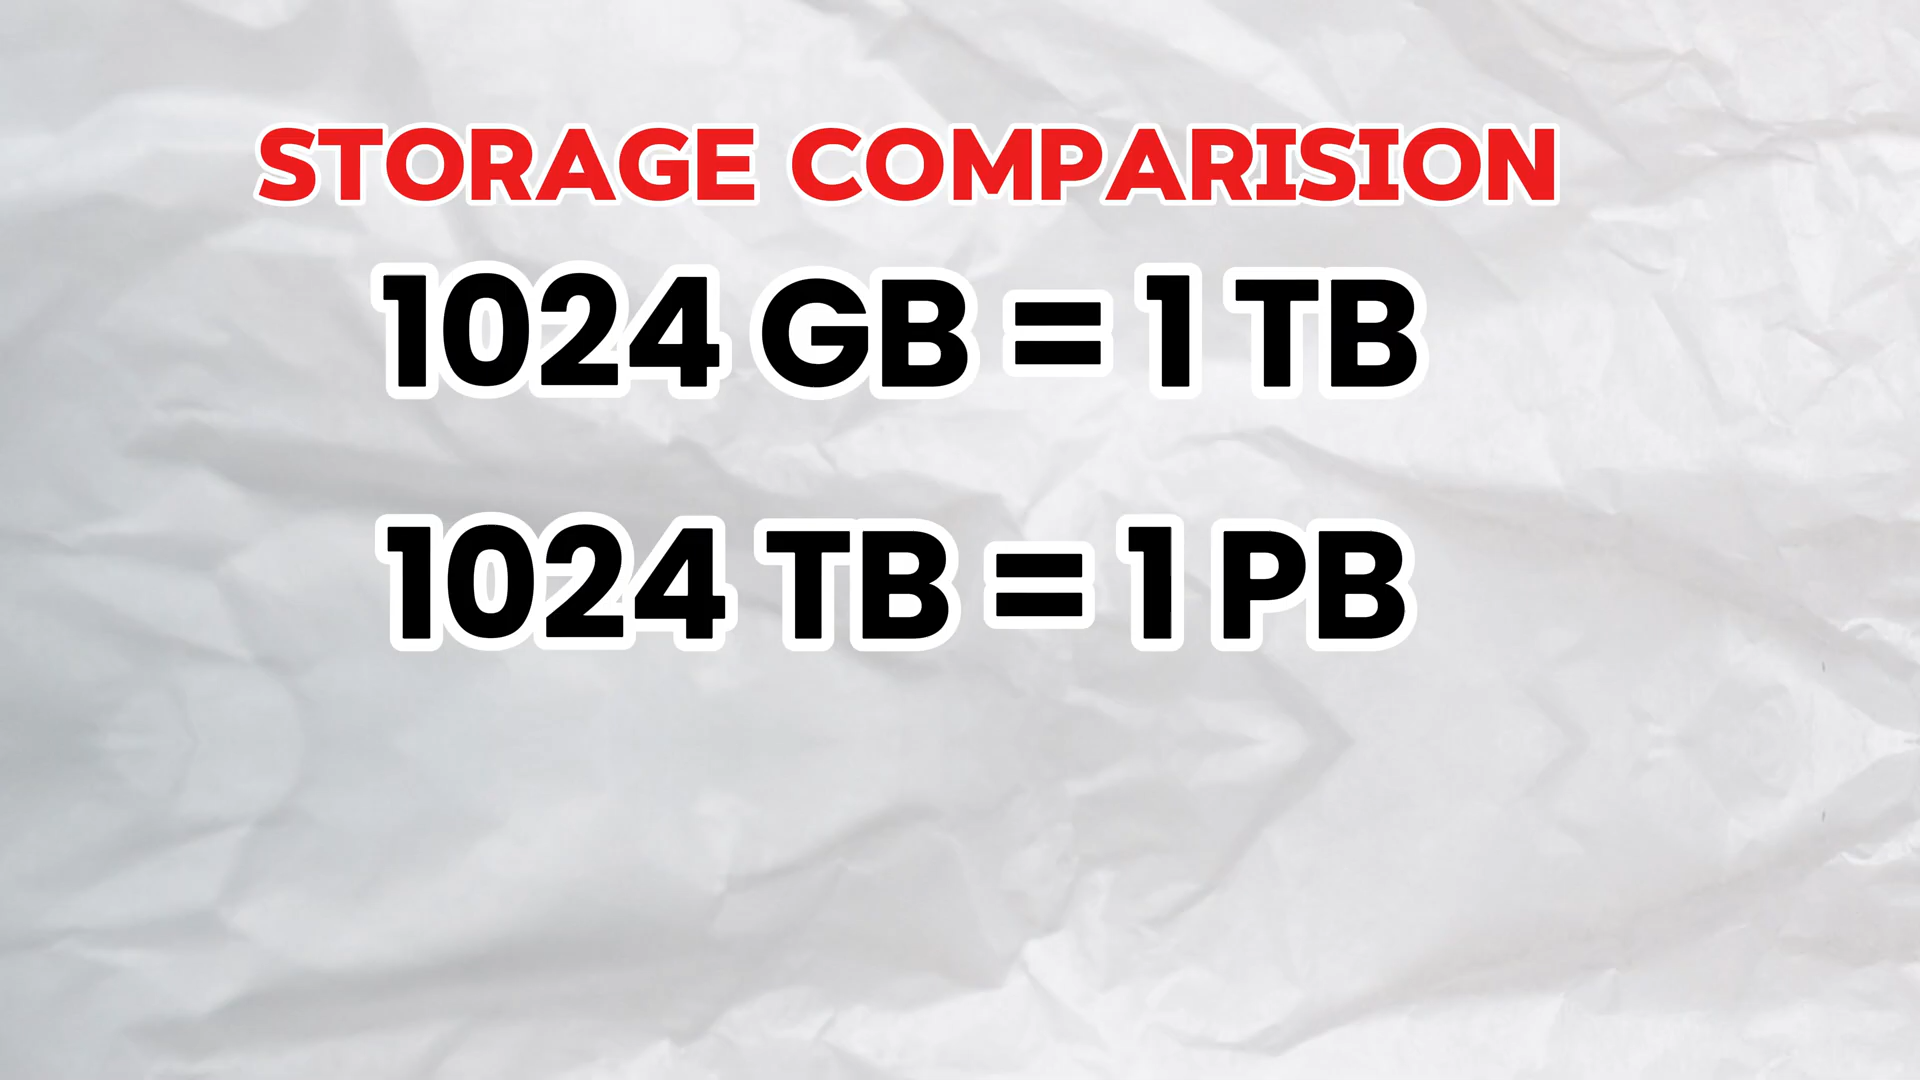 STORAGE COMPARISION
1024 GB = 1 TB
1024 TB = 1 PB